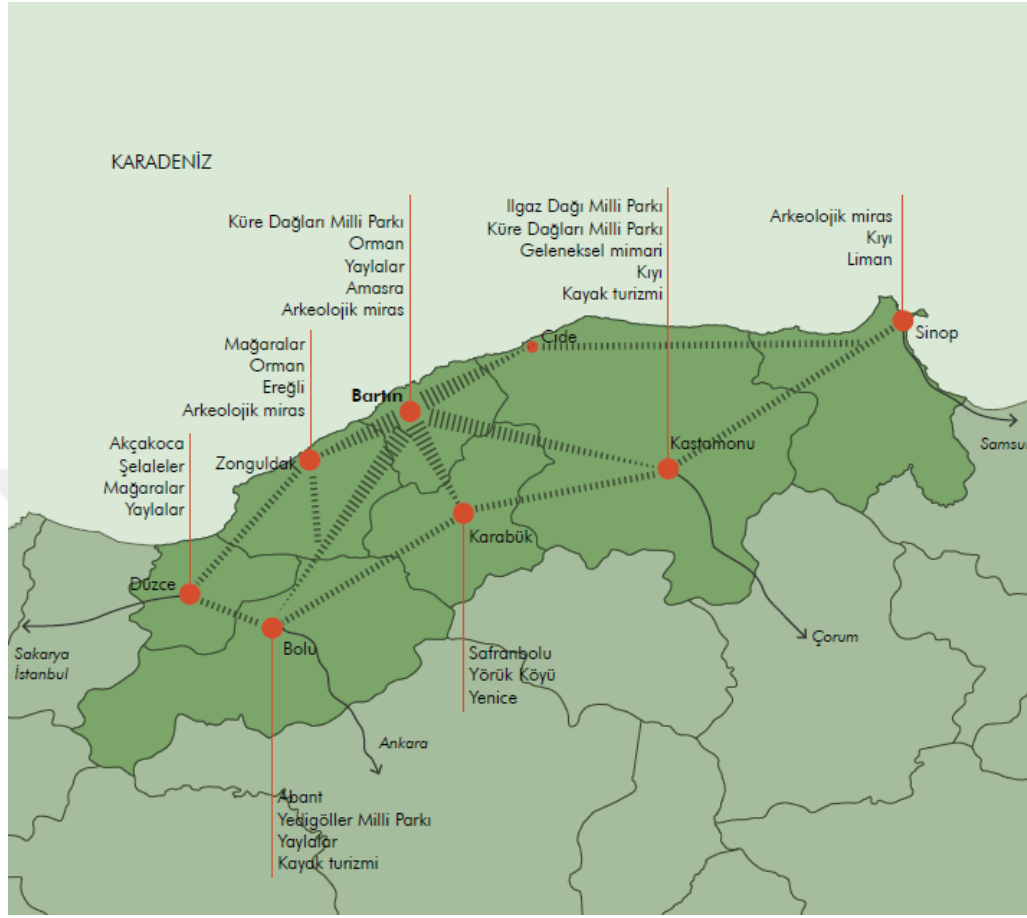 KARADENİZ
Küre Dağları Milli Parkı
Orman
Yaylalar
Amasra
Arkeolojik miras
Ilgaz Dağı Milli Parkı
Küre Dağları Milli Parkı
Geleneksel mimari
Kıyı
Kayak turizmi
Arkeolojik miras
Kıyı
Liman
Mağaralar
Orman
Ereğli
Arkeolojik miras
Akçakoca
Şelaleler
Mağaralar
Yaylalar
Cide
Sinop
Bartın
Kastamonu
Samsun
Zonguldak
Karabük
Düzce
Bolu
Sakarya
İstanbul
Çorum
Ankara
Safranbolu
Yörük Köyü
Yenice
Abant
Yedigöller Milli Parkı
Yaylalar
Kayak turizmi